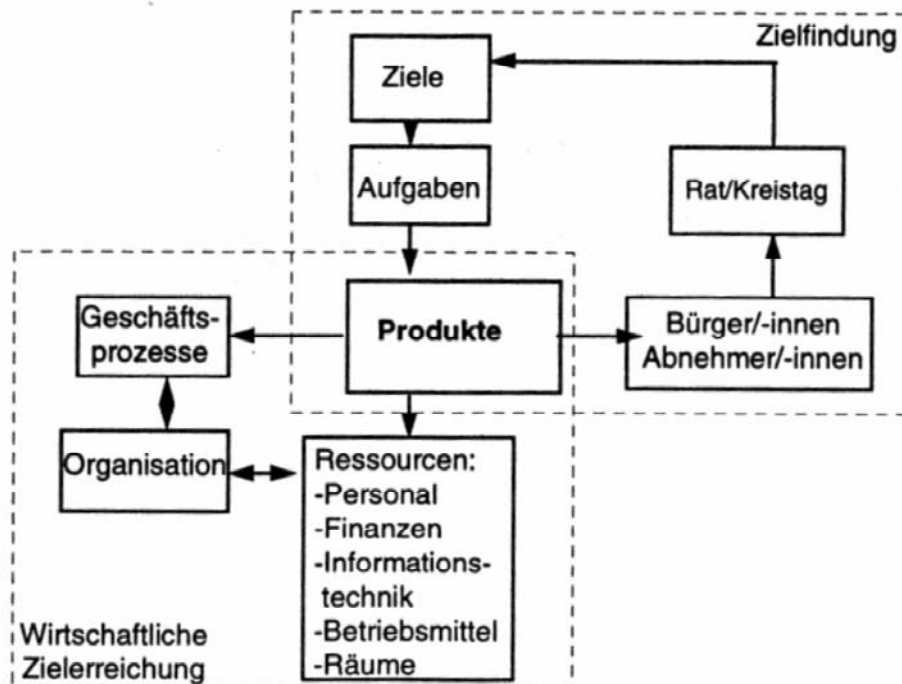 Zielfindung
Ziele
Aufgaben
Rat/Kreistag
Geschäfts-
prozesse
Produkte
Bürger/-innen
Abnehmer/-innen
Organisation
Ressourcen:
-Personal
-Finanzen
-Informations-
technik
-Betriebsmittel
-Räume
Wirtschaftliche
Zielerreichung